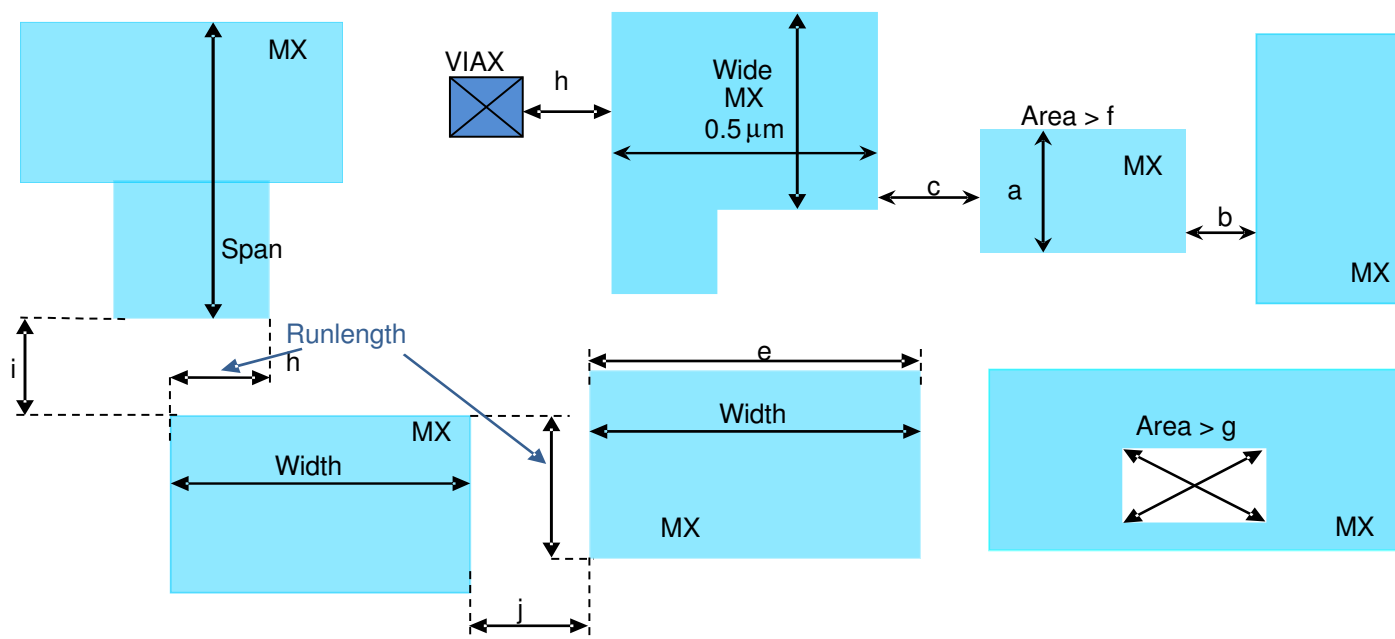 MX
VIAX
h
Wide
MX
0.5 μm
Area > f
MX
a
c
b
MX
Span
Runlength
h
i
e
MX
Width
Width
MX
Area > g
MX
j